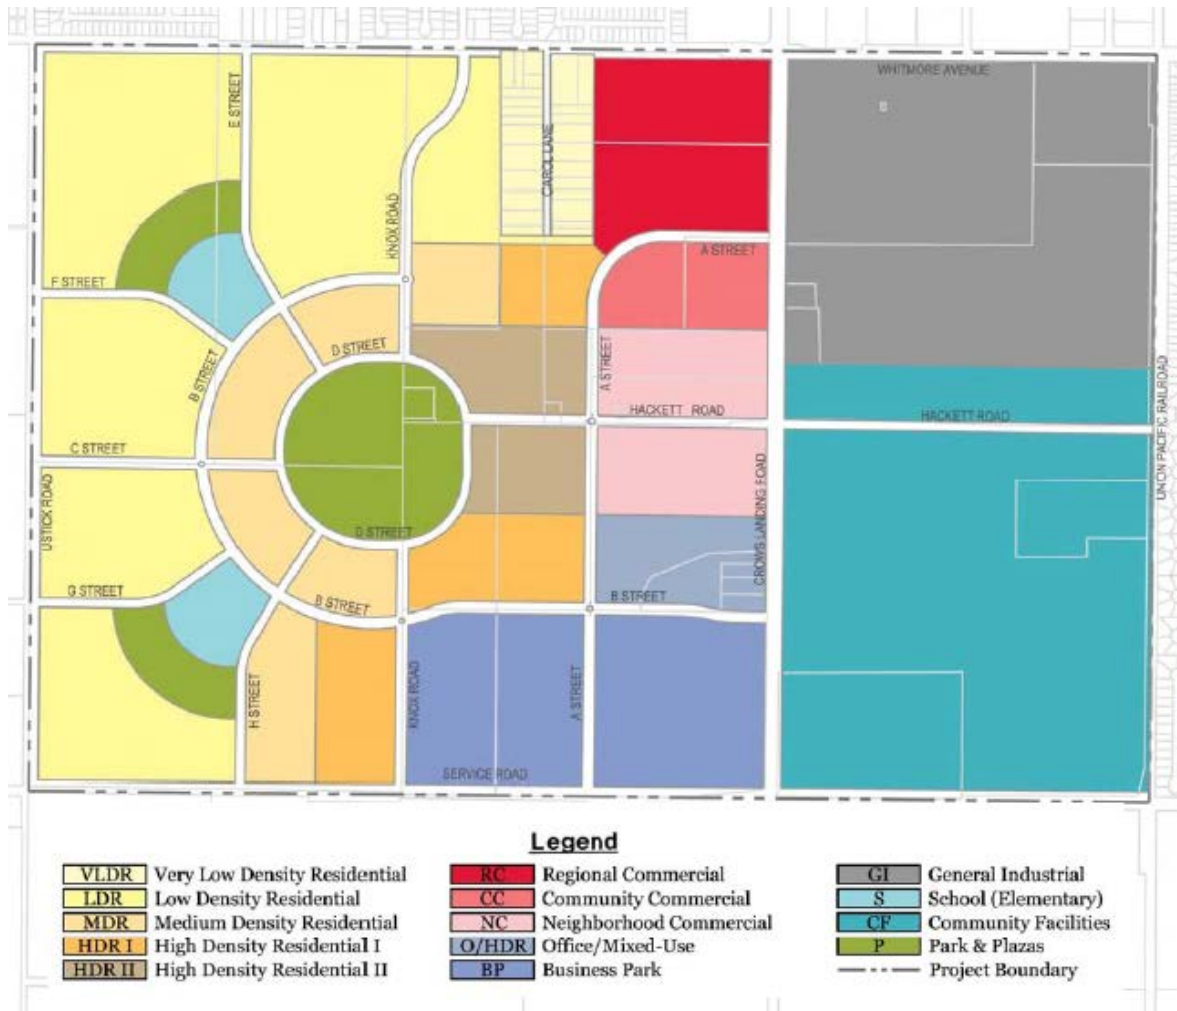 WHITMORE AVENUE
E STREET
CAROL LANE
KNOX ROAD
A STREET
F STREET
D STREET
B STREET
A STREET
HACKETT ROAD
HACKETT ROAD
UNION PACIFIC RAILROAD
C STREET
USTICK ROAD
D STREET
CROWS LANDING ROAD
G STREET
B STREET
B STREET
H STREET
KNOX ROAD
A STREET
SERVICE ROAD
Legend
VLDR Very Low Density Residential
LDR Low Density Residential
MDR Medium Density Residential
HDR I High Density Residential I
HDR II High Density Residential II
RC Regional Commercial
CC Community Commercial
NC Neighborhood Commercial
O/HDR Office/Mixed-Use
BP Business Park
GI General Industrial
S School (Elementary)
CF Community Facilities
P Park & Plazas
Project Boundary